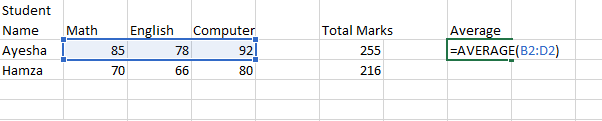 Student
Name Math English Computer Total Marks Average
Ayesha 85 78 92 255 =AVERAGE(B2:D2)
Hamza 70 66 80 216